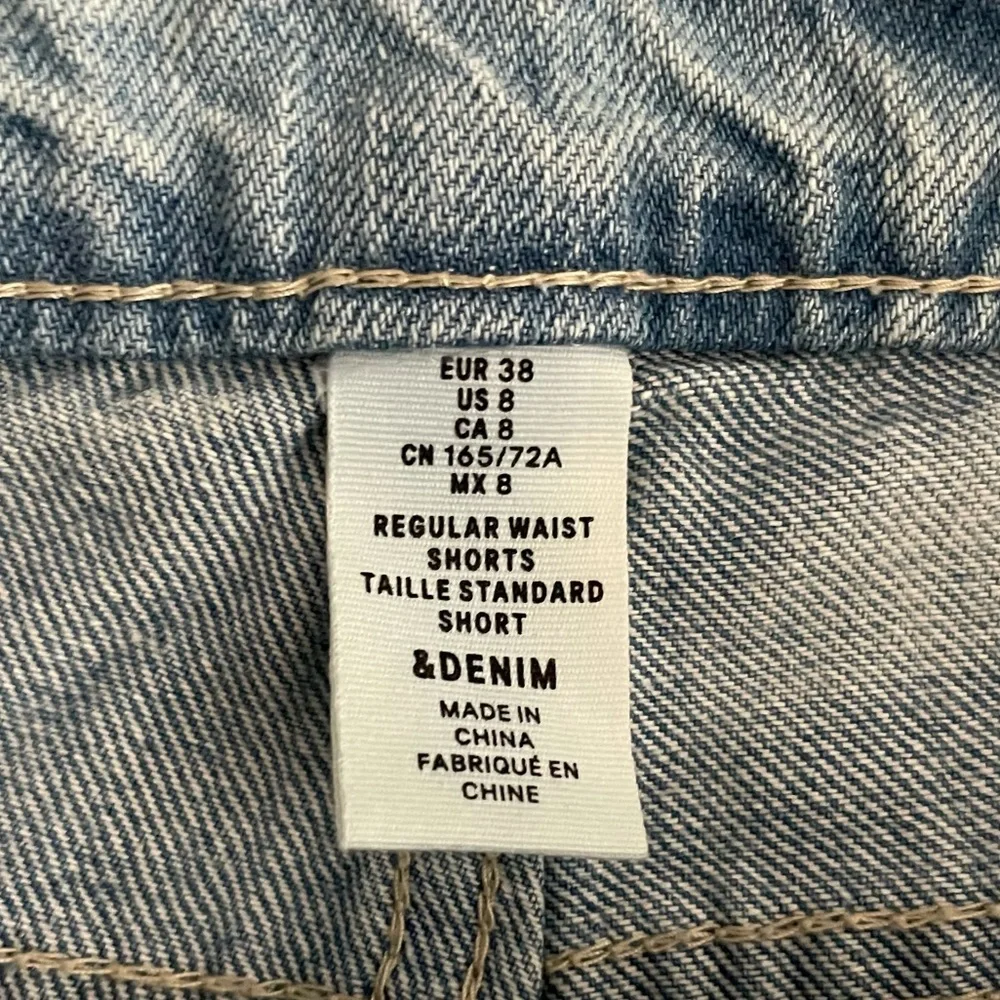 EUR 38
US 8
CA 8
CN 165/72A
MX 8
REGULAR WAIST
SHORTS
TAILLE STANDARD
SHORT
&DENIM
MADE IN
CHINA
FABRIQUÉ EN
CHINE